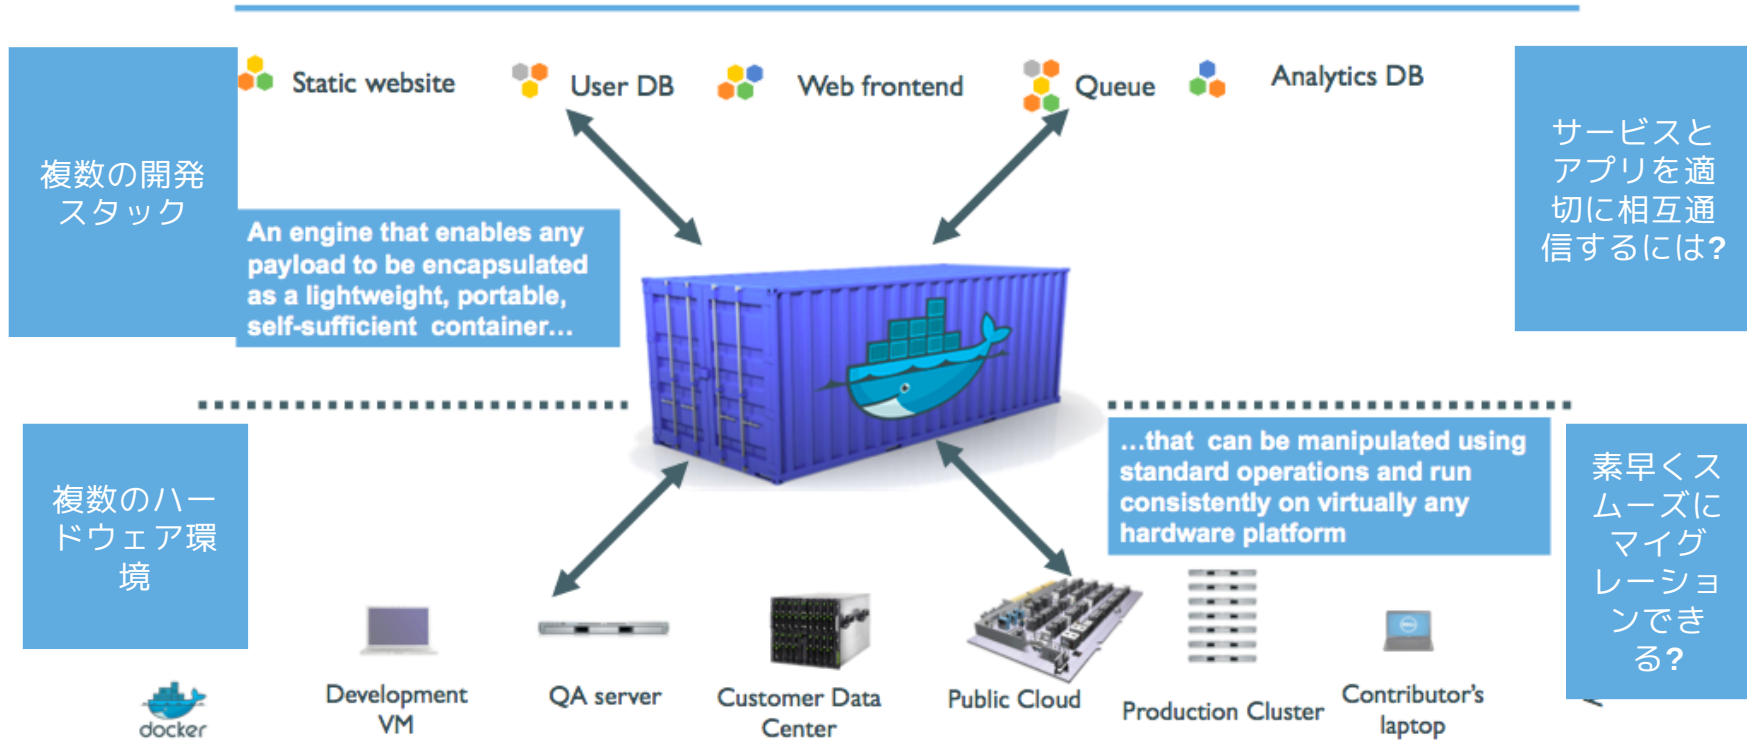 Static website
User DB
Web frontend
Queue
Analytics DB
複数の開発
スタック
サービスと
アプリを適
切に相互通
信するには?
An engine that enables any
payload to be encapsulated
as a lightweight, portable,
self-sufficient container...
...that can be manipulated using
standard operations and run
consistently on virtually any
hardware platform
複数のハー
ドウェア環
境
素早くス
ムーズに
マイグ
レーショ
ンでき
る?
docker
Development
VM
QA server
Customer Data
Center
Public Cloud
Production Cluster
Contributor's
laptop